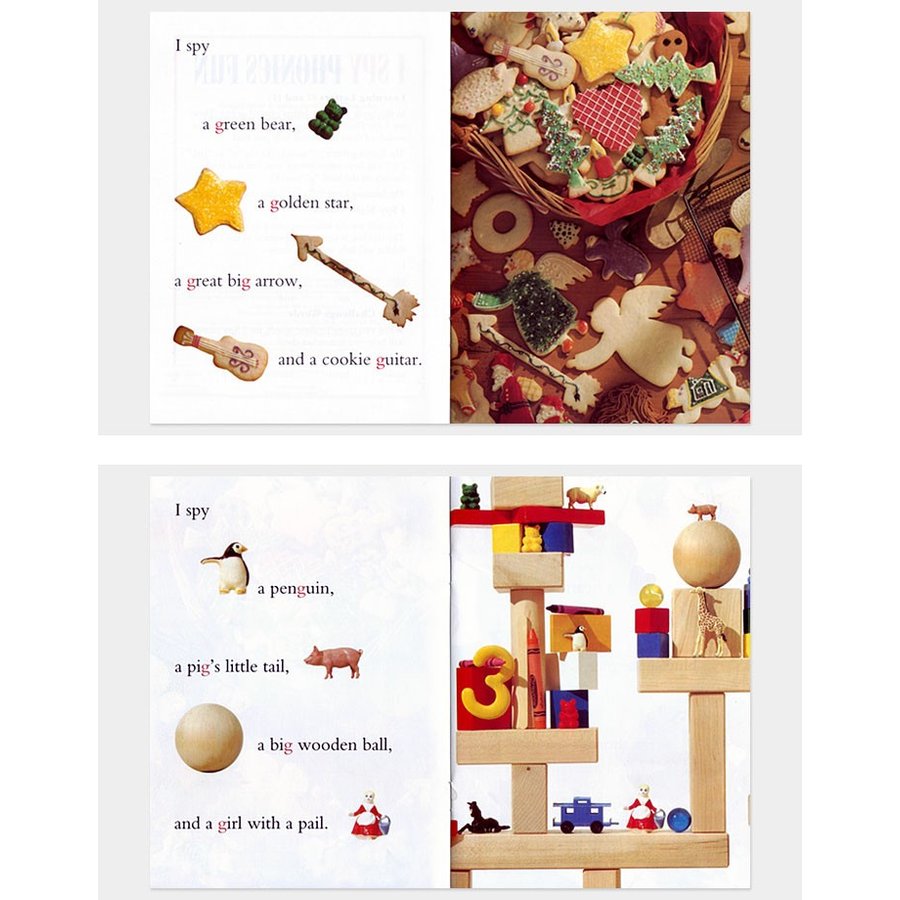 I spy
a green bear,
a golden star,
a great big arrow,
and a cookie guitar.
I spy
a penguin,
a pig's little tail,
a big wooden ball,
and a girl with a pail.
3